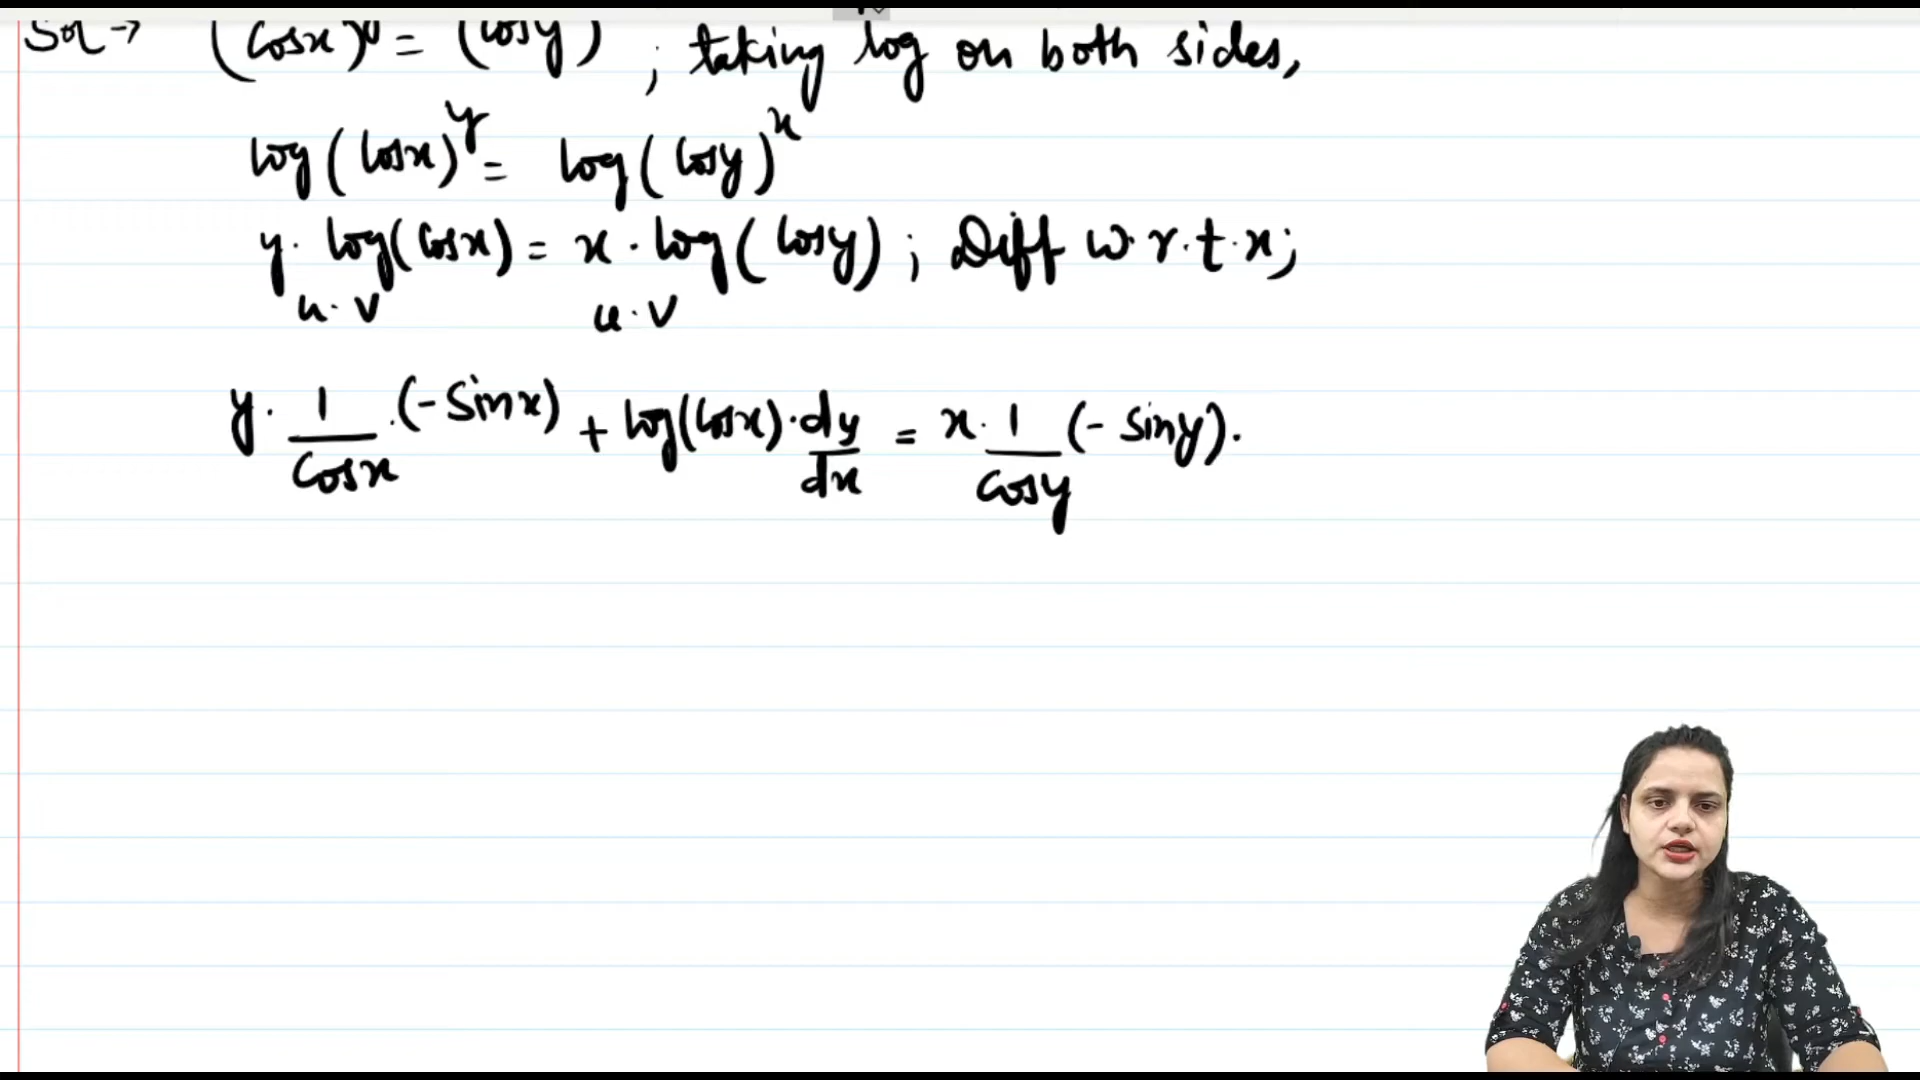 Sol → (Cosx)^y = (Cosy) ; taking log on both sides,
log(Cosx)^y = log(Cosy)^x
y. log(Cosx) = x . log(Cosy) ; Diff w.r.t.x;
u. v u.v
y. 1/Cosx .(-Sinx) + log(Cosx).dy/dx = x. 1/Cosy (-Siny).